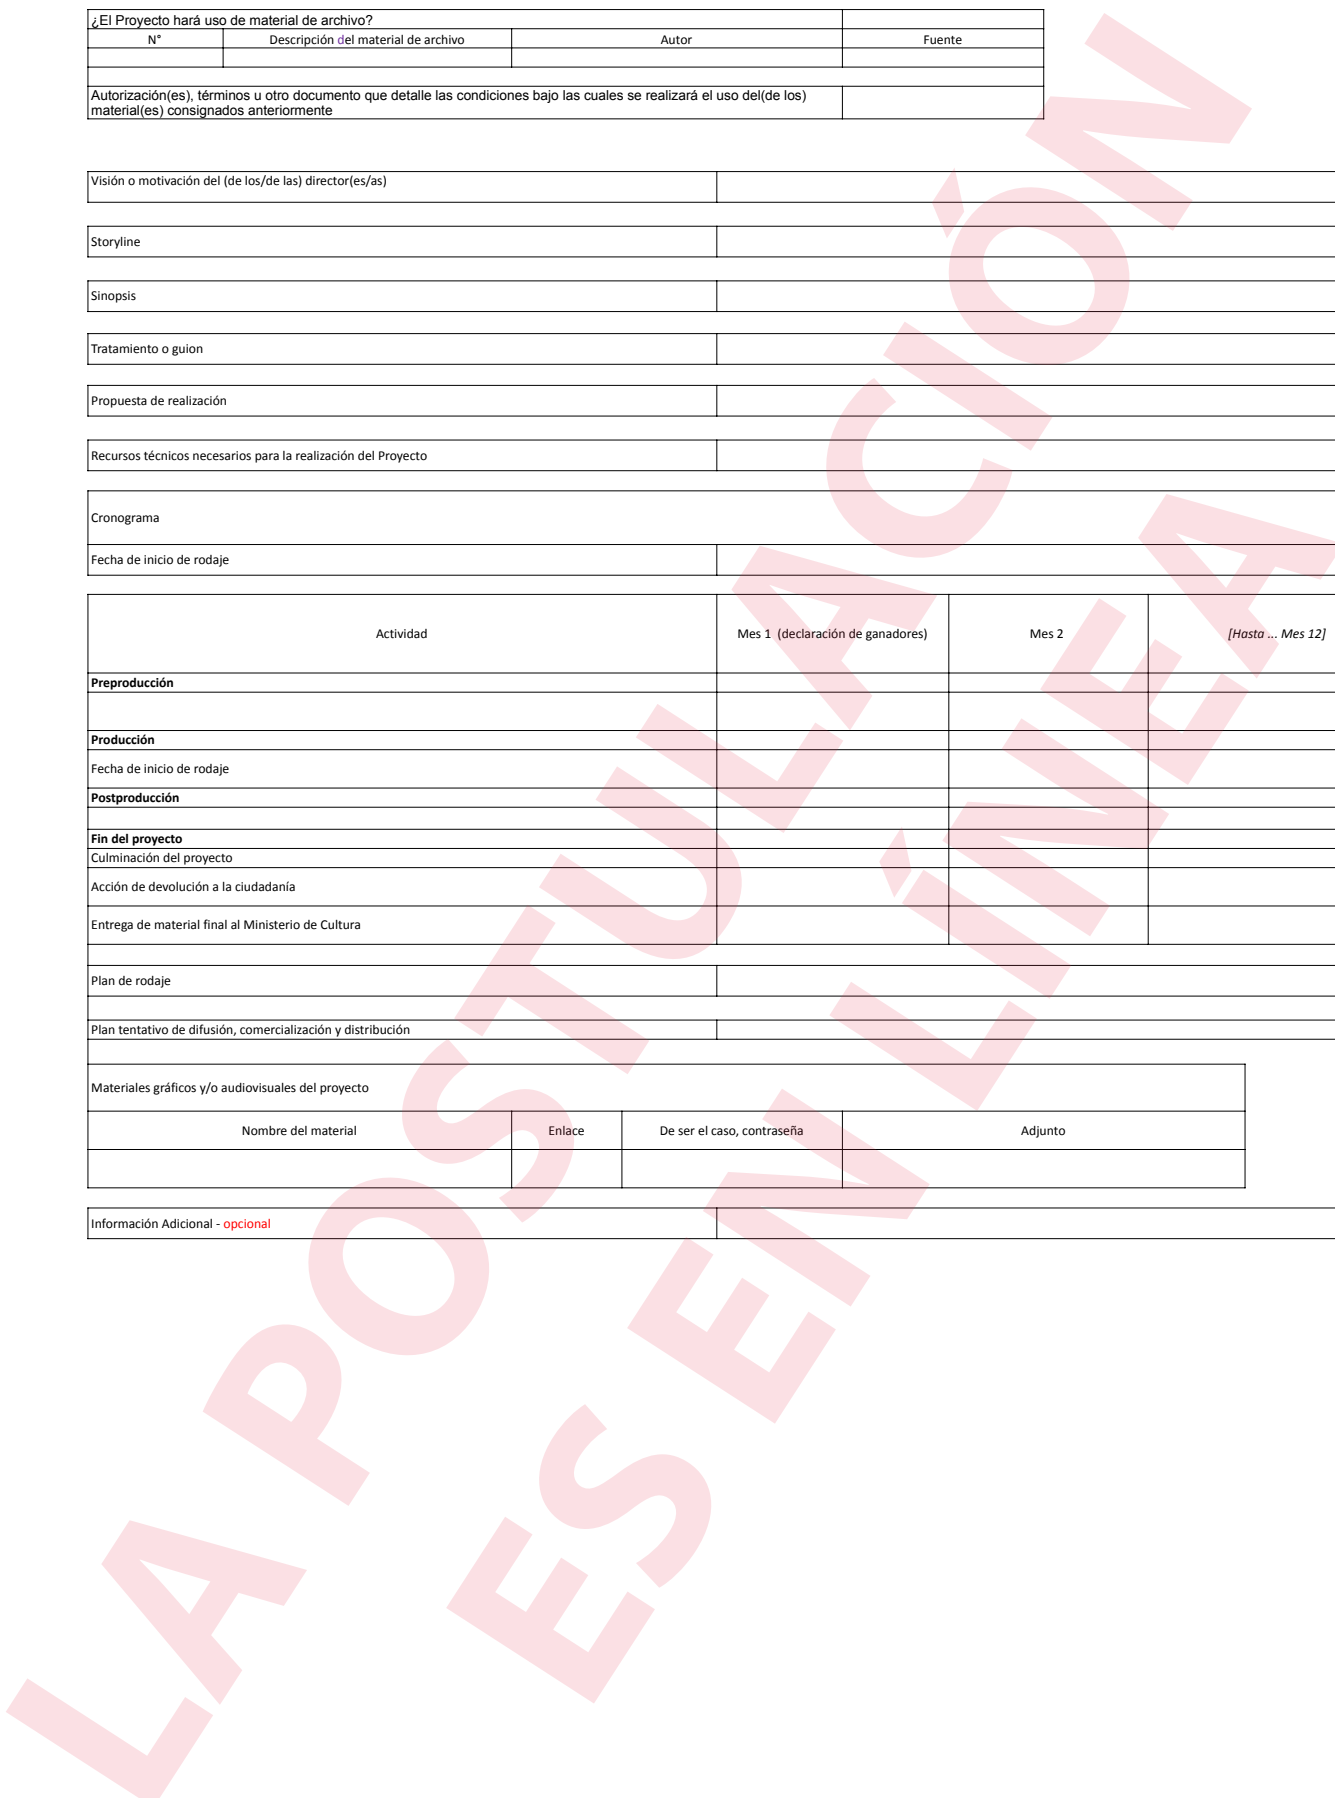 ¿El Proyecto hará uso de material de archivo?
N° Descripción del material de archivo Autor Fuente
Autorización(es), términos u otro documento que detalle las condiciones bajo las cuales se realizará el uso del(de los)
material(es) consignados anteriormente
Visión o motivación del (de los/de las) director(es/as)
Storyline
Sinopsis
Tratamiento o guion
Propuesta de realización
Recursos técnicos necesarios para la realización del Proyecto
Cronograma
Fecha de inicio de rodaje
Actividad Mes 1 (declaración de ganadores) Mes 2 [Hasta ... Mes 12]
Preproducción
Producción
Fecha de inicio de rodaje
Postproducción
Fin del proyecto
Culminación del proyecto
Acción de devolución a la ciudadanía
Entrega de material final al Ministerio de Cultura
Plan de rodaje
Plan tentativo de difusión, comercialización y distribución
Materiales gráficos y/o audiovisuales del proyecto
Nombre del material Enlace De ser el caso, contraseña Adjunto
Información Adicional - opcional
LA POSTULACIÓN
ES EN LÍNEA